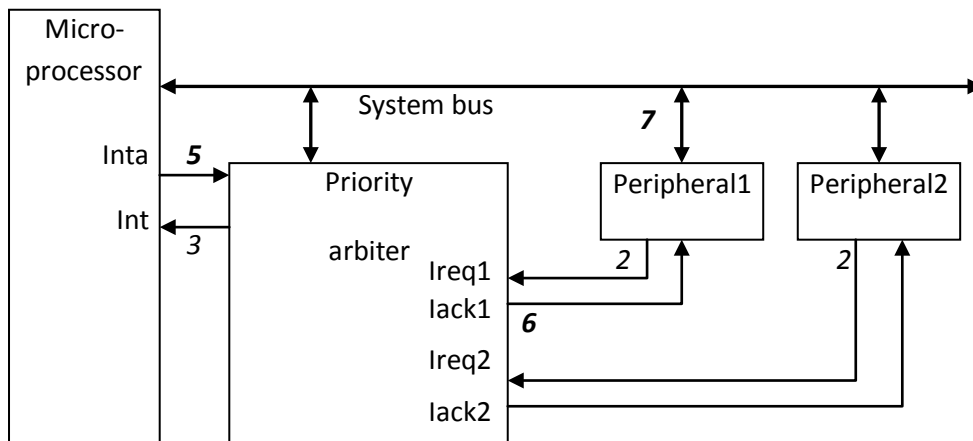 Micro-
processor
System bus
7
Inta
5
Priority
Peripheral1
Peripheral2
Int
3
arbiter
2
2
Ireq1
Iack1
6
Ireq2
Iack2